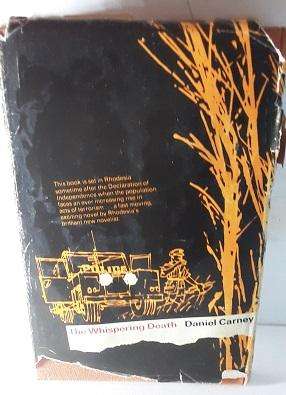 This book is set in Rhodesia
sometime after the Declaration of
Independence when the population
faces an ever increasing rise in
acts of terrorism a fast moving,
exciting novel by Rhodesia's
brilliant new novelist.
The Whispering Death Daniel Carney